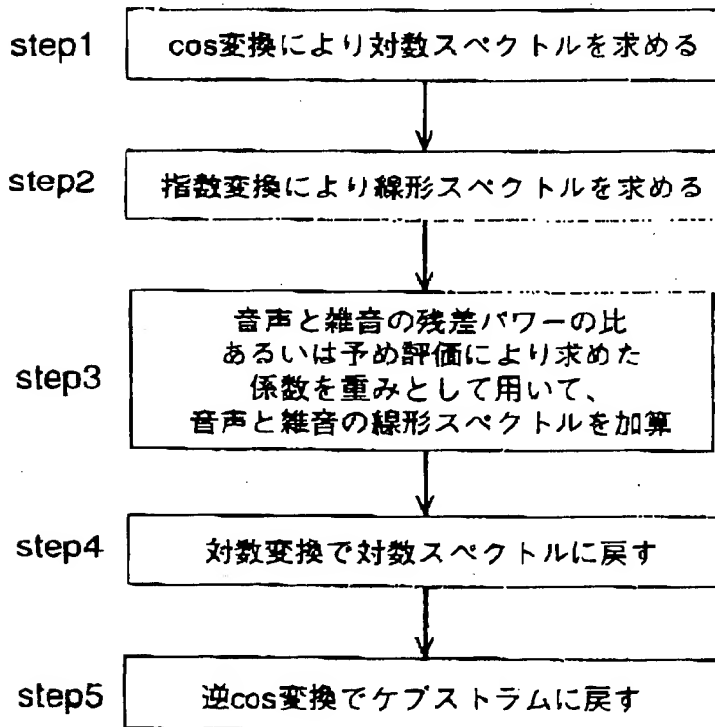 step1 cos変換により対数スペクトルを求める
step2 指数変換により線形スペクトルを求める
音声と雑音の残差パワーの比
あるいは予め評価により求めた
step3 係数を重みとして用いて、
音声と雑音の線形スペクトルを加算
step4 対数変換で対数スペクトルに戻す
step5 逆cos変換でケプストラムに戻す